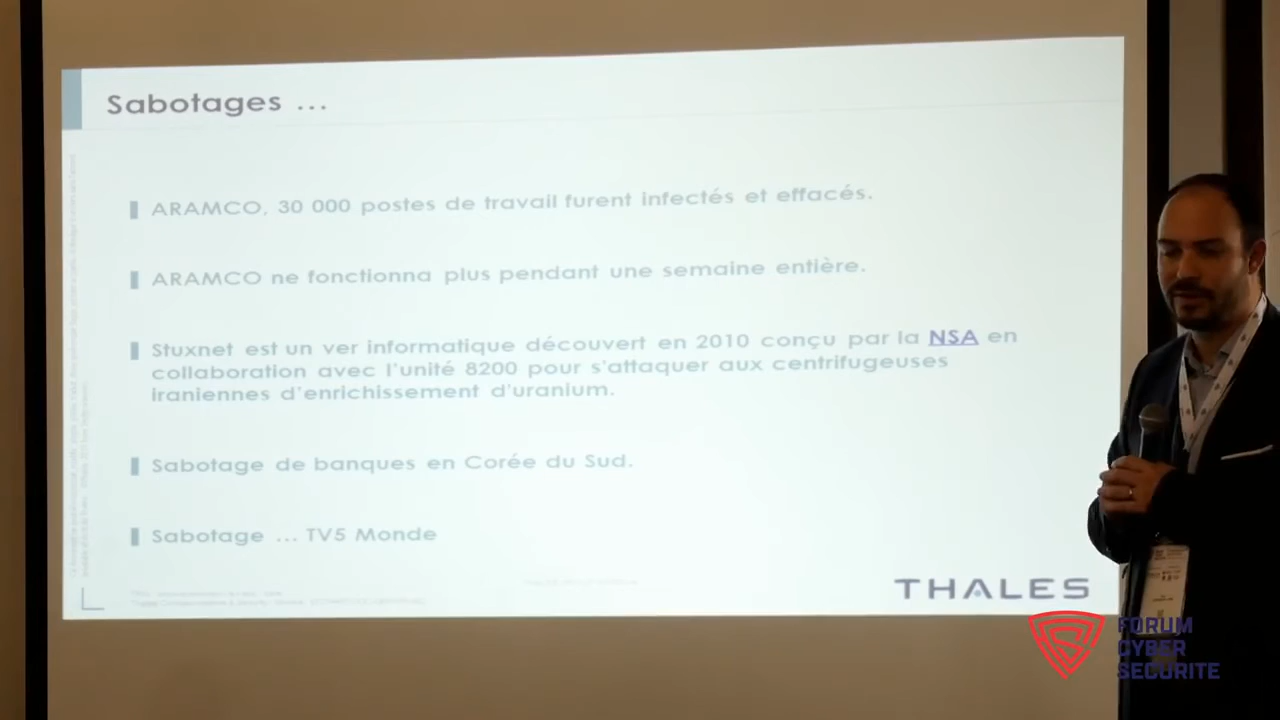 Sabotages ...
ARAMCO, 30 000 postes de travail furent infectés et effacés.
ARAMCO ne fonctionna plus pendant une semaine entière.
Stuxnet est un ver informatique découvert en 2010 conçu par la NSA en
collaboration avec l'unité 8200 pour s'attaquer aux centrifugeuses
iraniennes d'enrichissement d'uranium.
Sabotage de banques en Corée du Sud.
Sabotage ... TV5 Monde
THALES
FORUM
CYBER
SECURITE